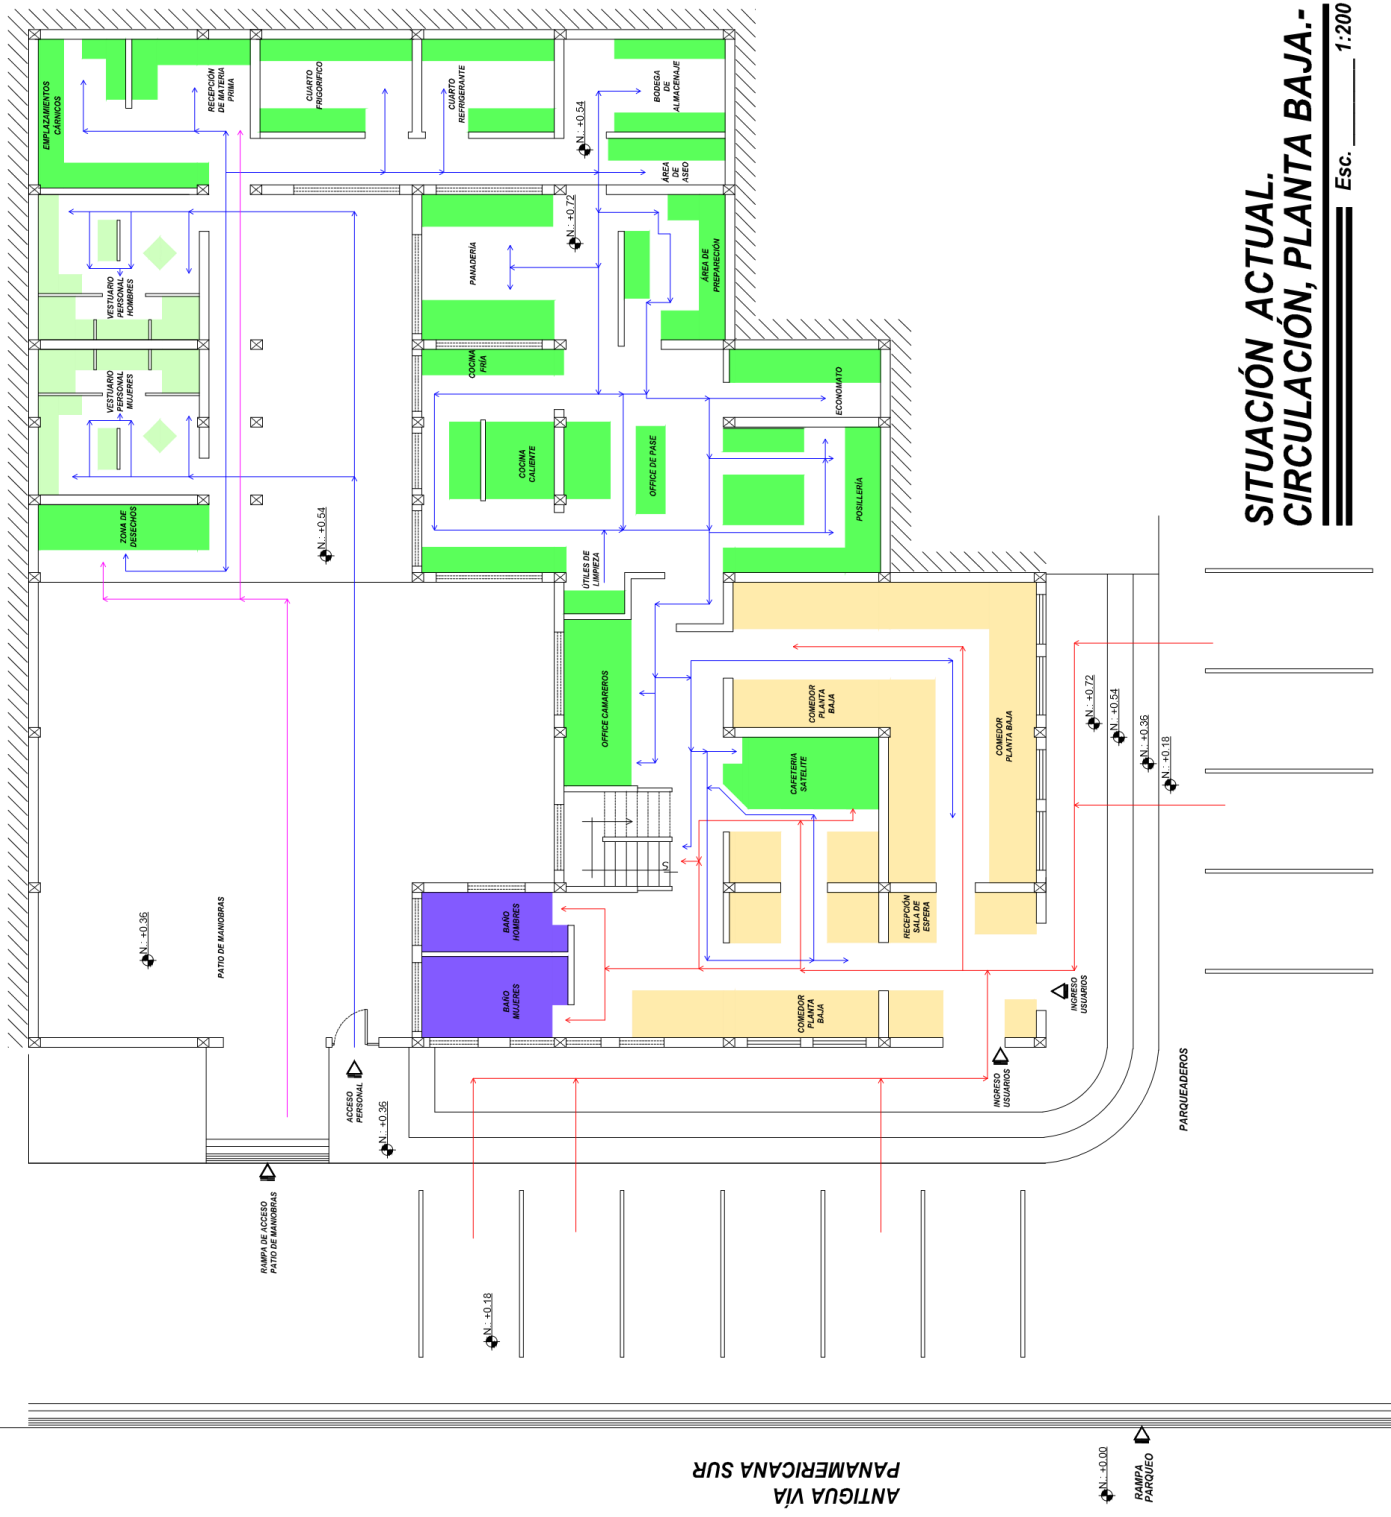 SITUACIÓN ACTUAL.
CIRCULACIÓN, PLANTA BAJA.-
Esc. 1:200
EMPLAZAMIENTOS
CÁRNICOS
RECEPCIÓN
DE MATERIA
PRIMA
CUARTO
FRIGORIFICO
CUARTO
REFRIGERANTE
N.: +0.54
BODEGA
DE
ALMACENAJE
ÁREA
DE
ASEO
VESTUARIO
PERSONAL
HOMBRES
PANADERÍA
N.: +0.72
ÁREA DE
PREPARECIÓN
VESTUARIO
PERSONAL
MUJERES
COCINA
FRÍA
ECONOMATO
COCINA
CALIENTE
OFFICE DE PASE
POSILLERÍA
ZONA DE
DESECHOS
N.: +0.54
ÚTILES DE
LIMPIEZA
OFFICE CAMAREROS
COMEDOR
PLANTA
BAJA
COMEDOR
PLANTA BAJA
CAFETERIA
SATELITE
N.: +0.72
N.: +0.54
N.: +0.36
N.: +0.18
S
N.: +0.36
PATIO DE MANIOBRAS
BAÑO
HOMBRES
RECEPCIÓN
SALA DE
ESPERA
BAÑO
MUJERES
COMEDOR
PLANTA
BAJA
INGRESO
USUARIOS
ACCESO
PERSONAL
N.: +0.36
INGRESO
USUARIOS
PARQUEADEROS
RAMPA DE ACCESO
PATIO DE MANIOBRAS
N.: +0.18
ANTIGUA VÍA
PANAMERICANA SUR
N.: +0.00
RAMPA
PARQUEO